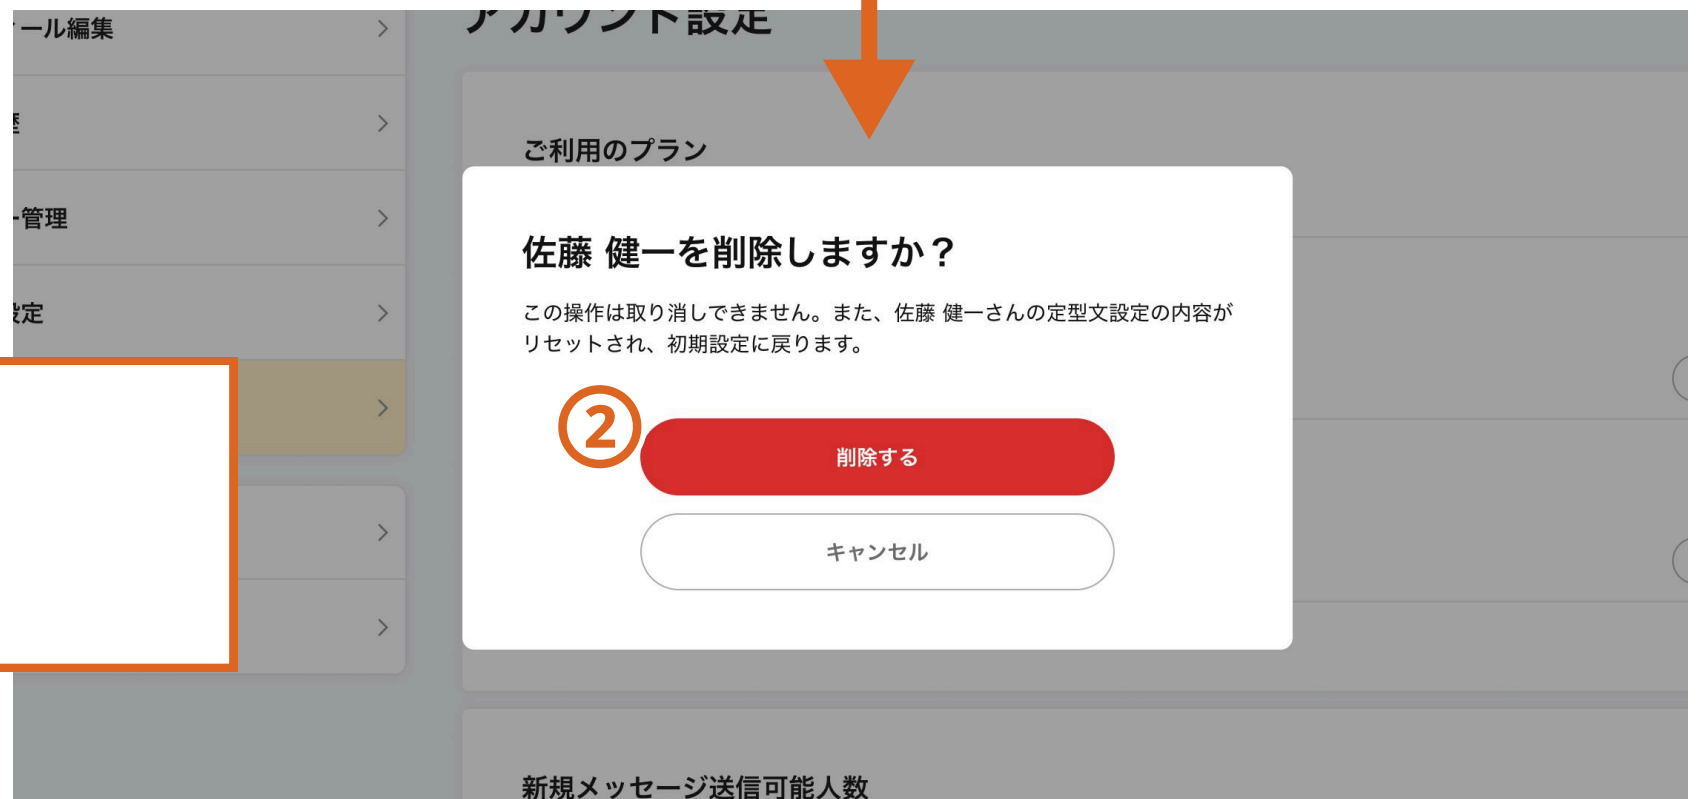 ール編集
アカウント設定
ご利用のプラン
管理
定
佐藤 健一を削除しますか？
この操作は取り消しできません。また、佐藤 健一さんの定型文設定の内容が
リセットされ、初期設定に戻ります。
2
削除する
キャンセル
新規メッセージ送信可能人数